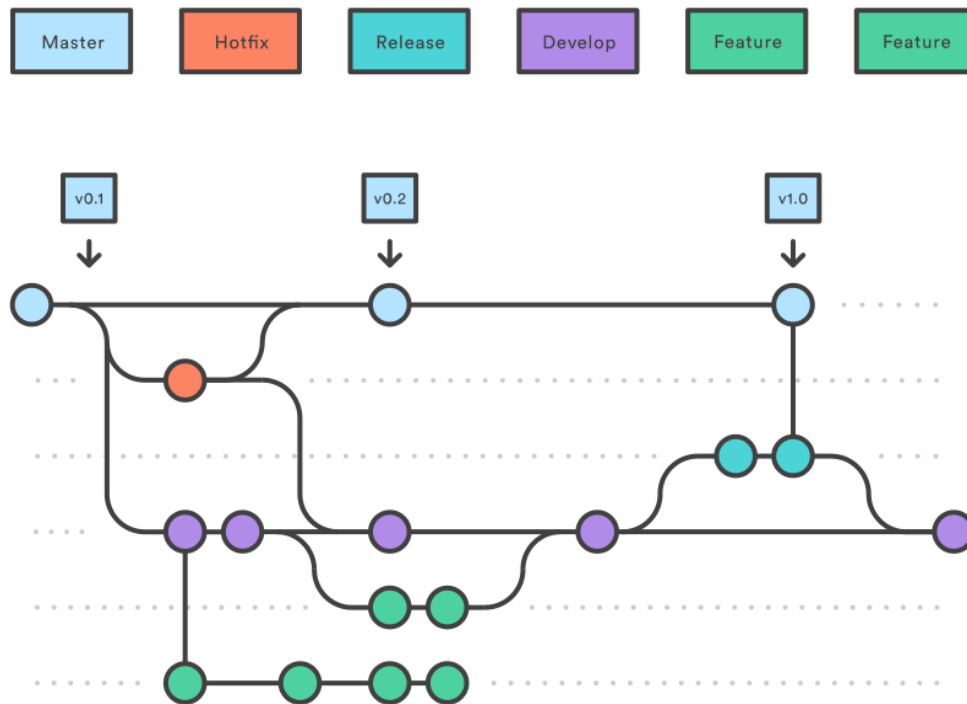 Master
Hotfix
Release
Develop
Feature
Feature
v0.1
v0.2
v1.0